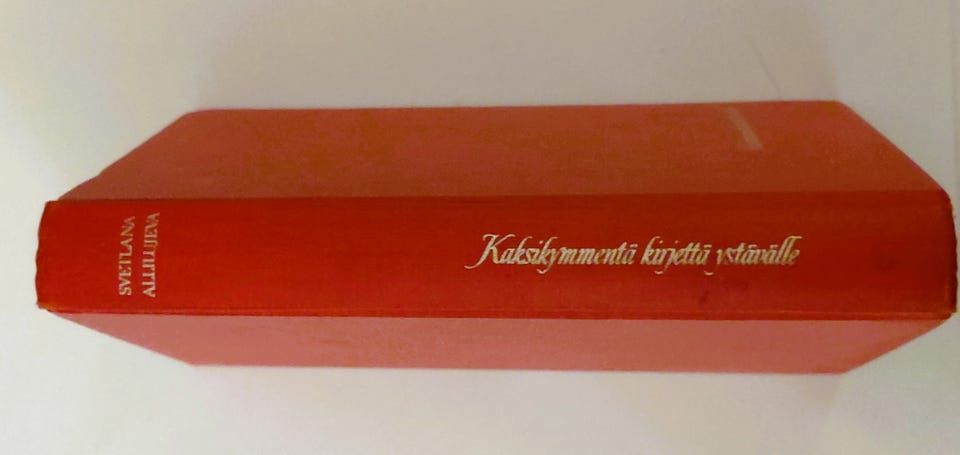 SVETLANA
ALLILUJEVA
Kaksikymmentä kirjettä ystävälle